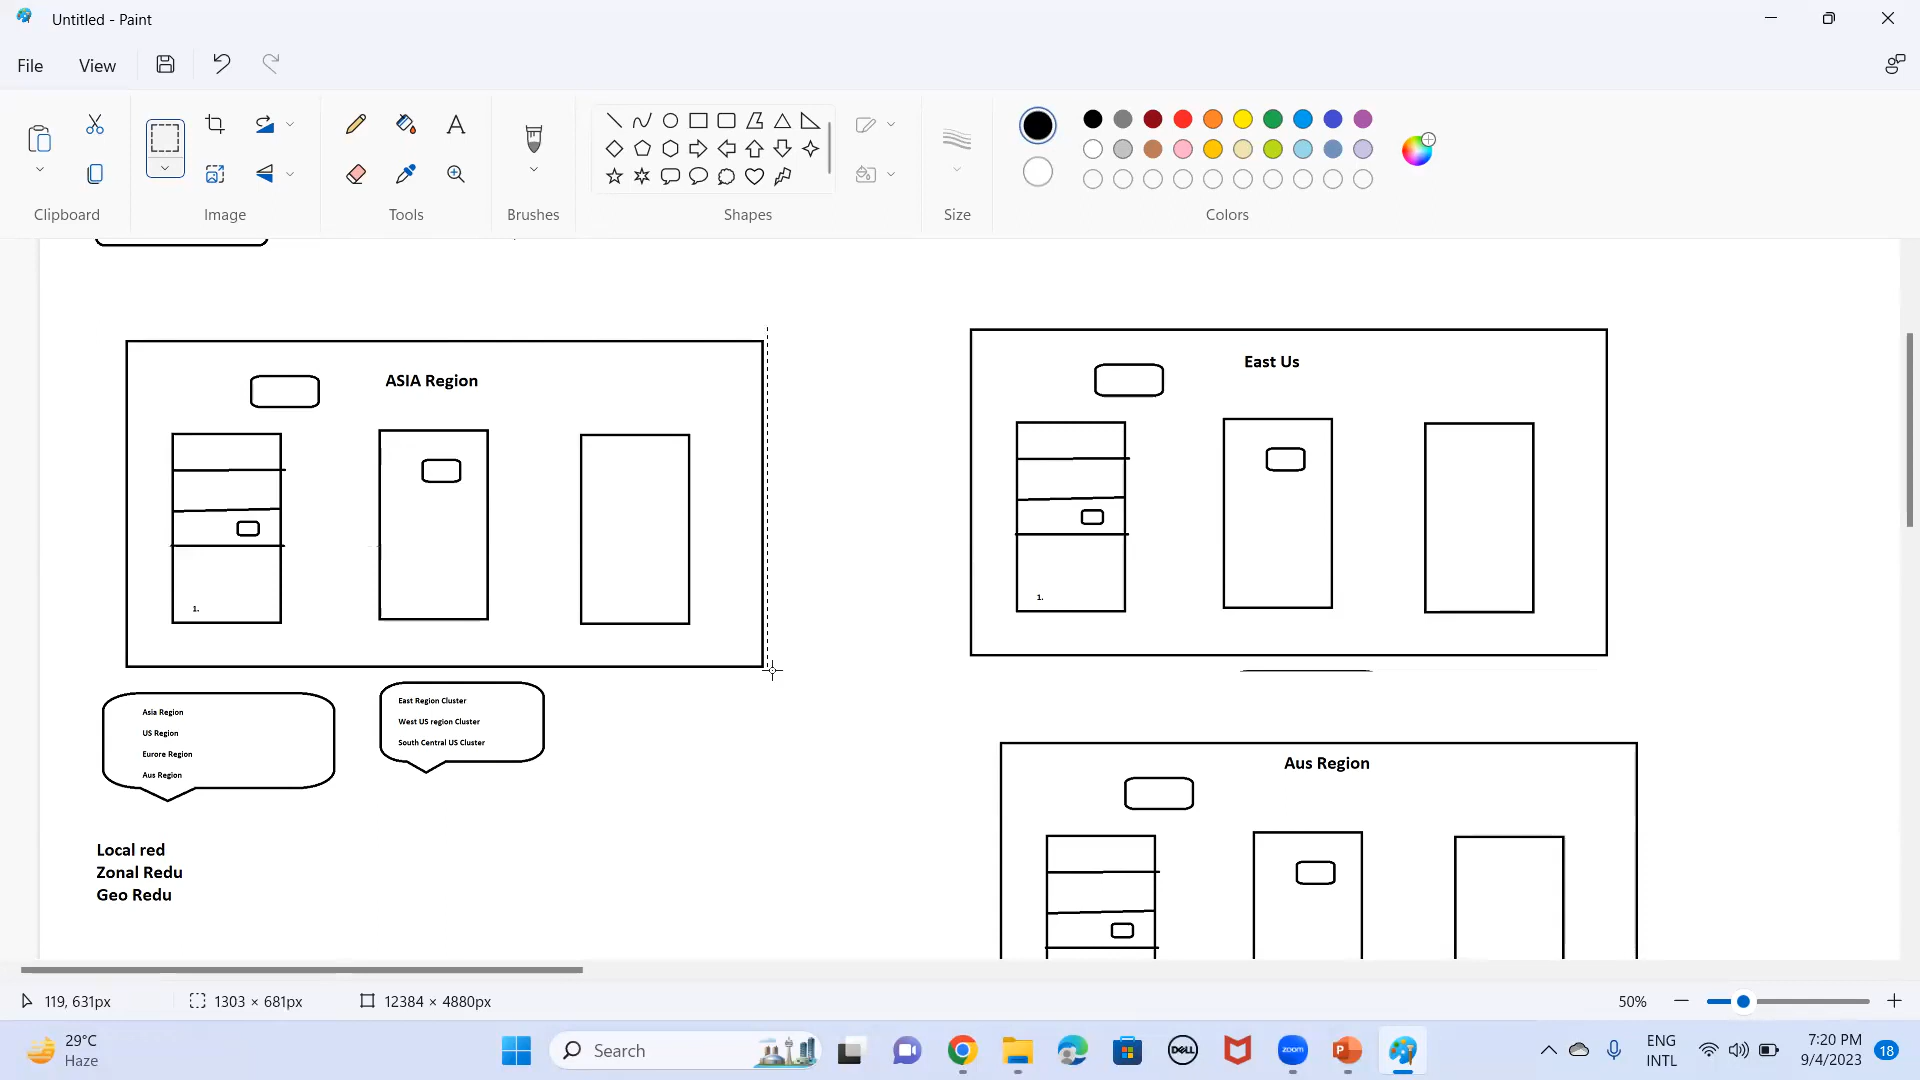 Untitled - Paint
File
View
Clipboard
Image
Tools
Brushes
Shapes
Size
Colors
ASIA Region
1.
East Us
1.
Asia Region
US Region
Eurore Region
Aus Region
East Region Cluster
West US region Cluster
South Central US Cluster
Local red
Zonal Redu
Geo Redu
Aus Region
119, 631px
1303 × 681px
12384 × 4880px
50%
29°C
Haze
Search
DELL
zoom
P
ENG
INTL
7:20 PM
9/4/2023
18